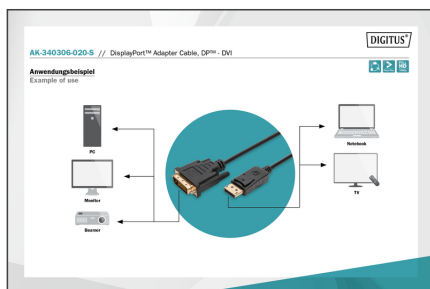 DIGITUS®
AK-340306-020-S // DisplayPort™ Adapter Cable, DP™ - DVI
Anwendungsbeispiel
Example of use
PC
Notebook
Monitor
TV
Beamer